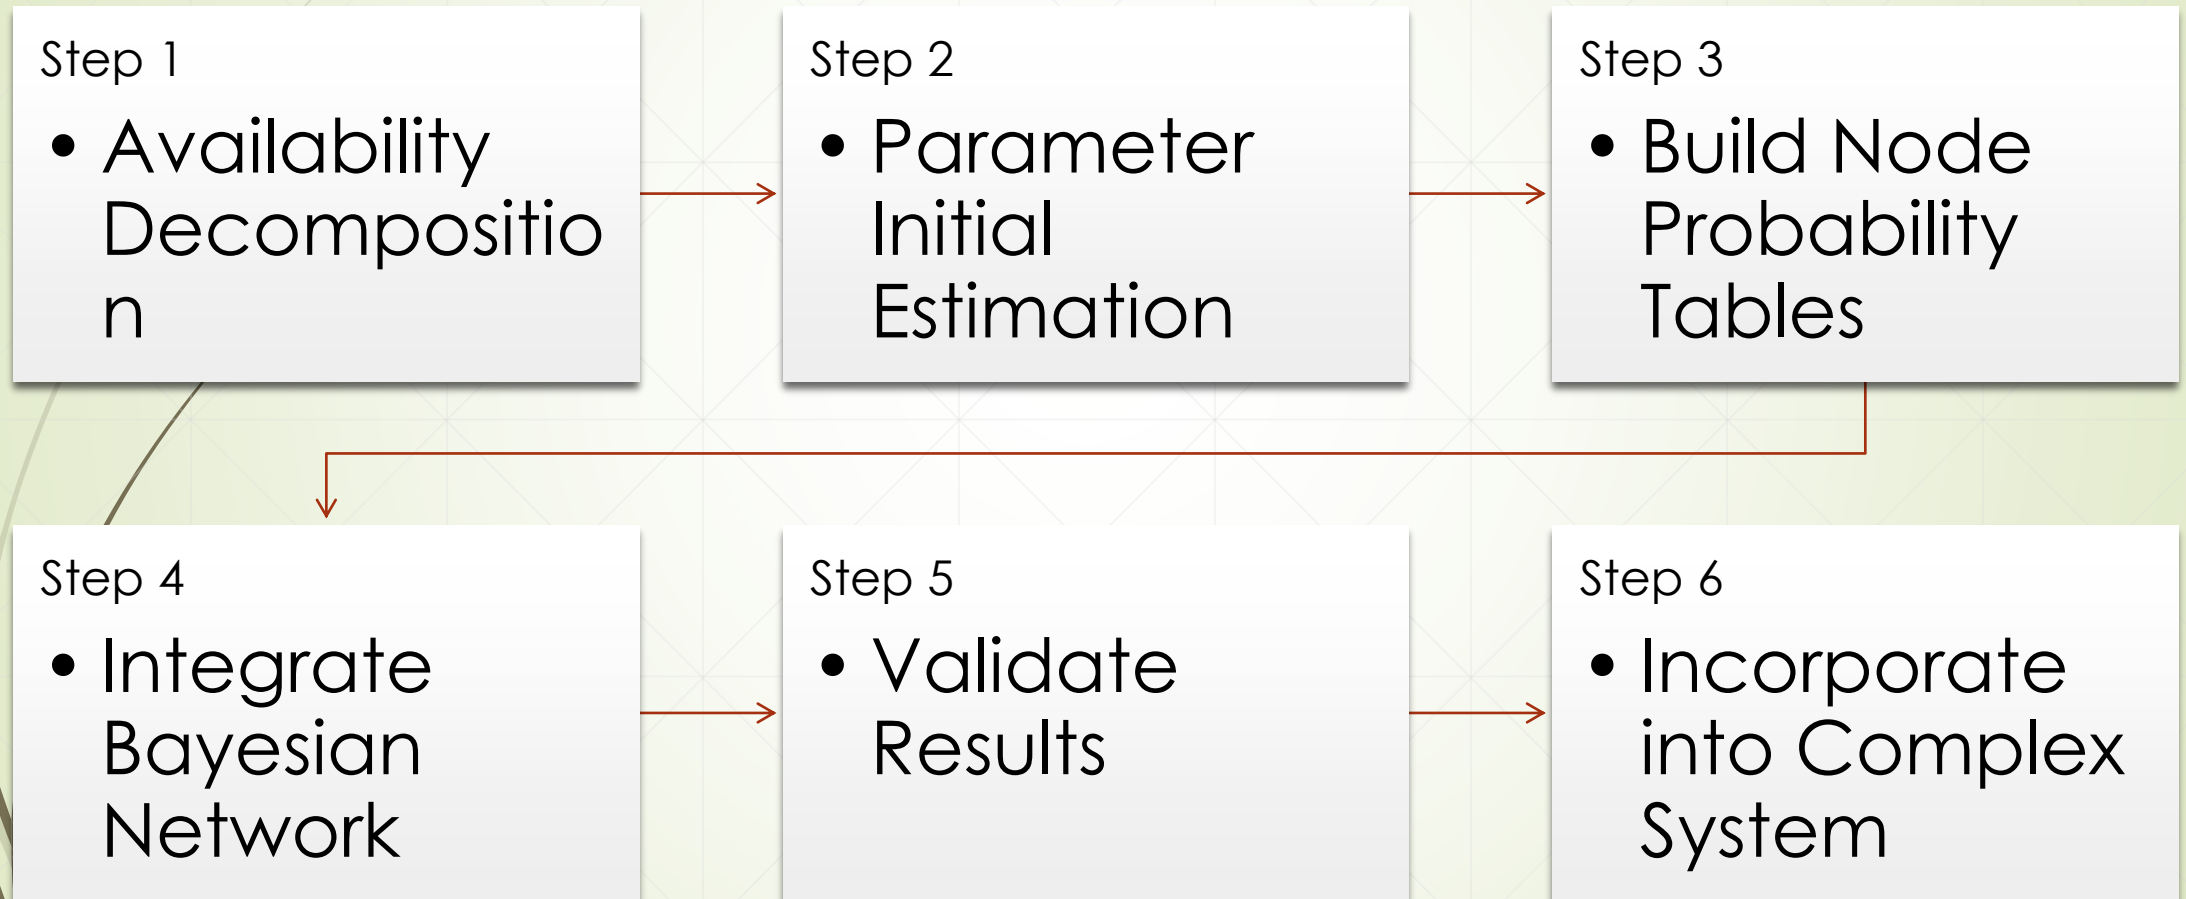 Step 1
• Availability
Decompositio
n
Step 2
• Parameter
Initial
Estimation
Step 3
• Build Node
Probability
Tables
Step 4
• Integrate
Bayesian
Network
Step 5
• Validate
Results
Step 6
• Incorporate
into Complex
System